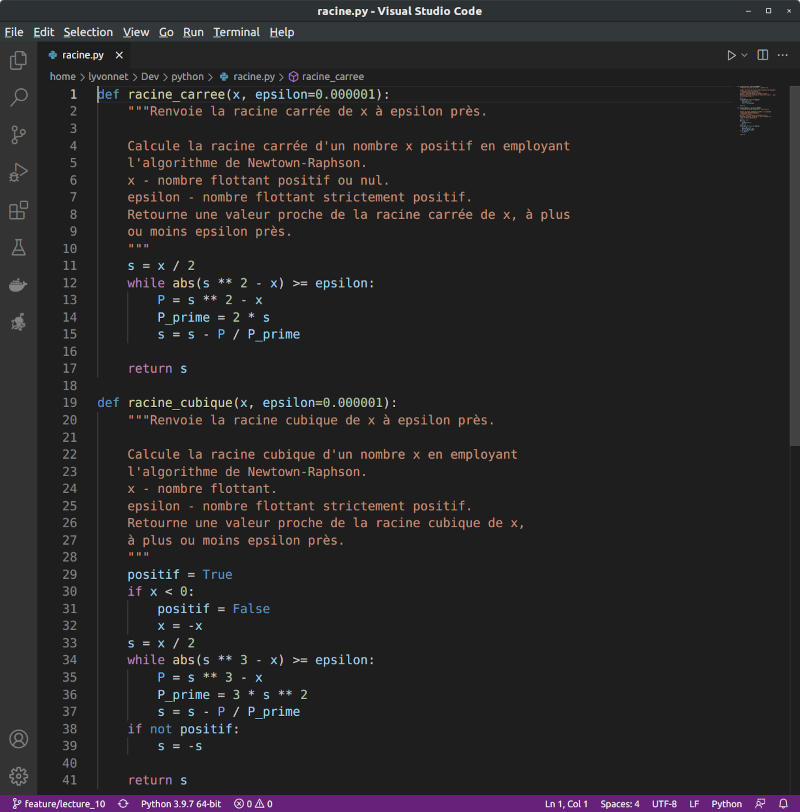 racine.py - Visual Studio Code
File Edit Selection View Go Run Terminal Help
racine.py
home > lyvonnet > Dev > python > racine.py > racine_carree
1 def racine_carree(x, epsilon=0.000001):
2 """Renvoie la racine carrée de x à epsilon près.
3
4 Calcule la racine carrée d'un nombre x positif en employant
5 l'algorithme de Newtown-Raphson.
6 x - nombre flottant positif ou nul.
7 epsilon - nombre flottant strictement positif.
8 Retourne une valeur proche de la racine carrée de x, à plus
9 ou moins epsilon près.
10 """
11 s = x / 2
12 while abs(s ** 2 - x) >= epsilon:
13 P = s ** 2 - x
14 P_prime = 2 * s
15 s = s - P / P_prime
16
17 return s
18
19 def racine_cubique(x, epsilon=0.000001):
20 """Renvoie la racine cubique de x à epsilon près.
21
22 Calcule la racine cubique d'un nombre x en employant
23 l'algorithme de Newtown-Raphson.
24 x - nombre flottant.
25 epsilon - nombre flottant strictement positif.
26 Retourne une valeur proche de la racine cubique de x,
27 à plus ou moins epsilon près.
28 """
29 positif = True
30 if x < 0:
31 positif = False
32 x = -x
33 s = x / 2
34 while abs(s ** 3 - x) >= epsilon:
35 P = s ** 3 - x
36 P_prime = 3 * s ** 2
37 s = s - P / P_prime
38 if not positif:
39 s = -s
40
41 return s
feature/lecture_10 Python 3.9.7 64-bit 0 0 Ln 1, Col 1 Spaces: 4 UTF-8 LF Python